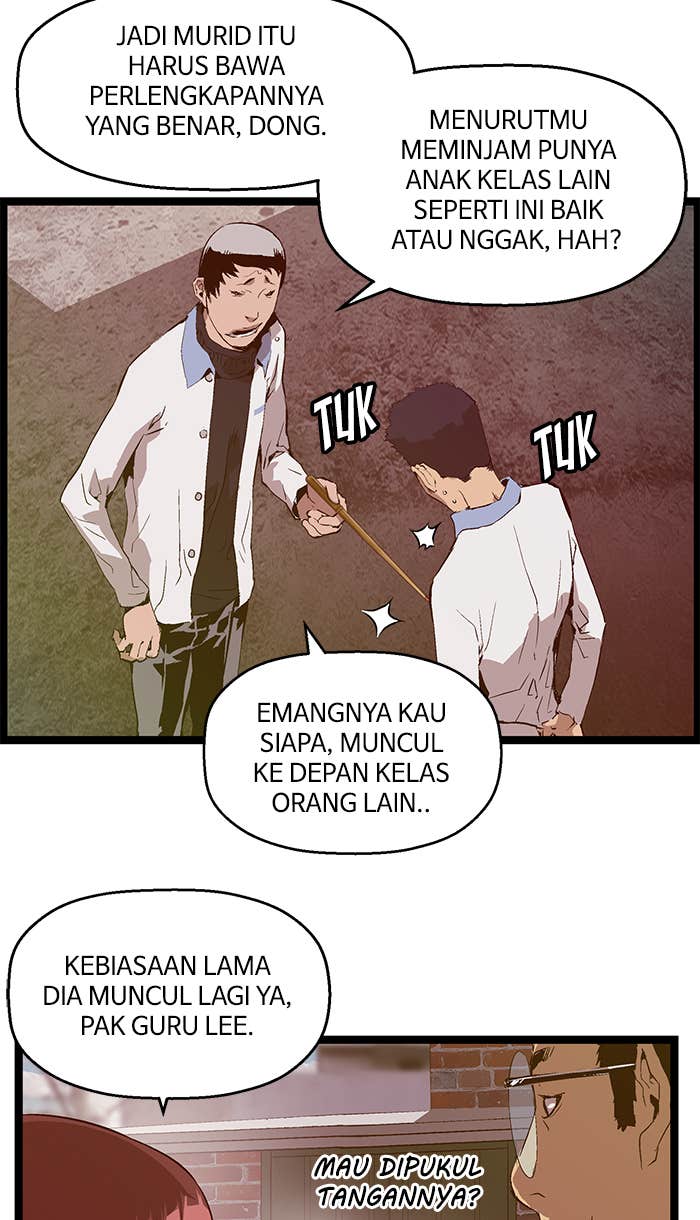 JADI MURID ITU
HARUS BAWA
PERLENGKAPANNYA
YANG BENAR, DONG.
MENURUTMU
MEMINJAM PUNYA
ANAK KELAS LAIN
SEPERTI INI BAIK
ATAU NGGAK, HAH?
TUK
TUK
EMANGNYA KAU
SIAPA, MUNCUL
KE DEPAN KELAS
ORANG LAIN..
KEBIASAAN LAMA
DIA MUNCUL LAGI YA,
PAK GURU LEE.
MAU DIPUKUL
TANGANNYA?